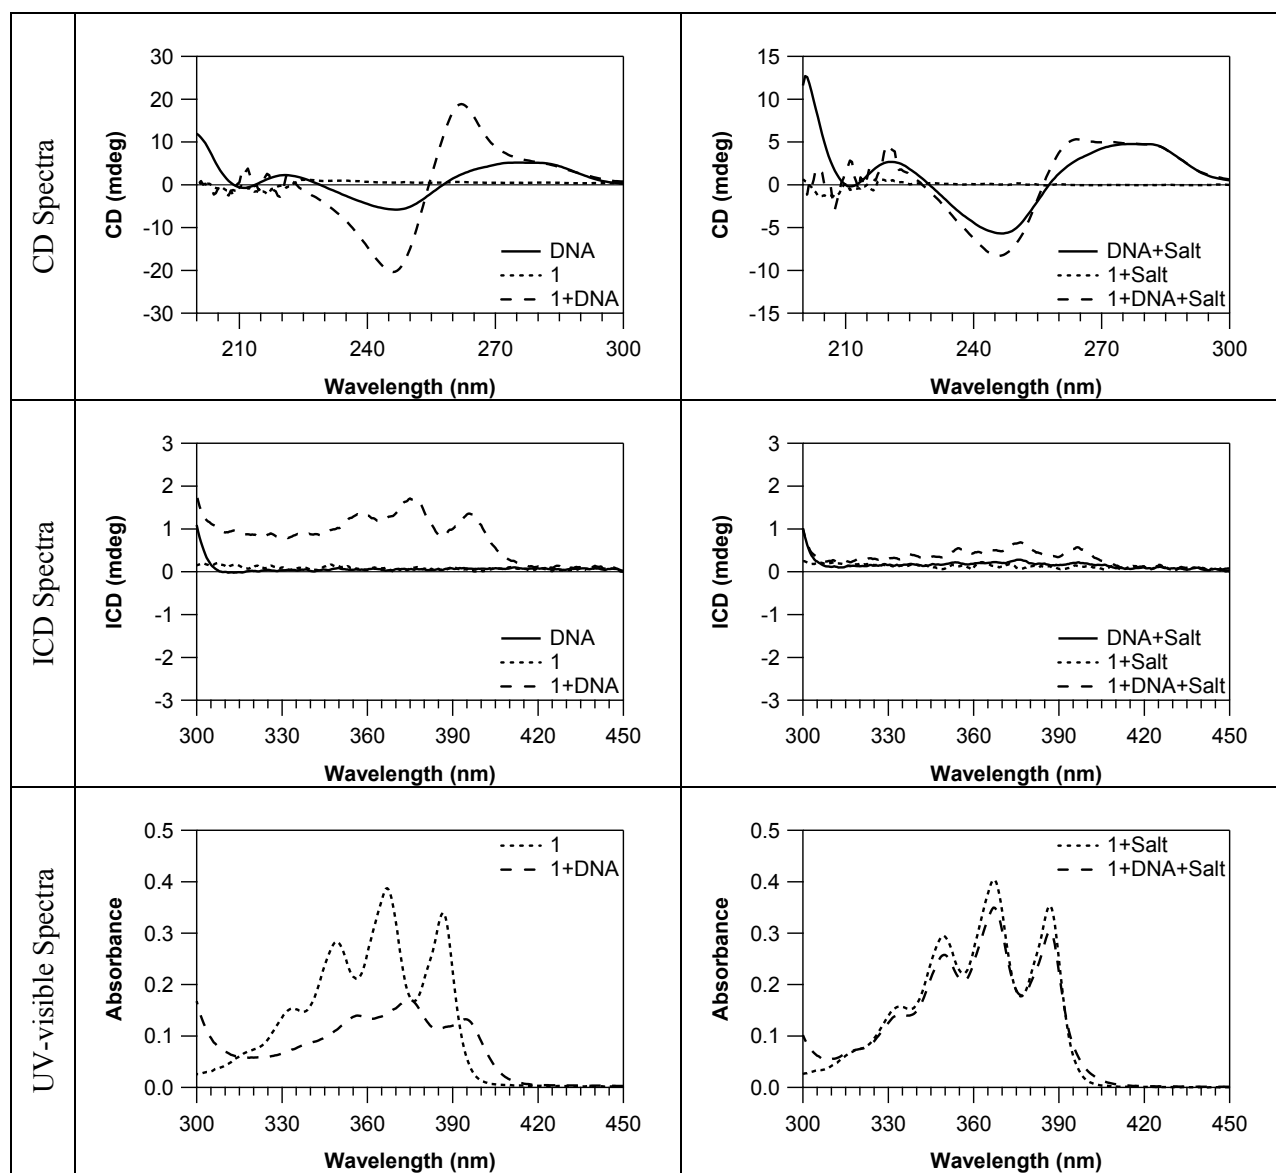 CD Spectra
30
20
10
0
-10
-20
-30
CD (mdeg)
DNA
1
1+DNA
210 240 270 300
Wavelength (nm)
15
10
5
0
-5
-10
-15
CD (mdeg)
DNA+Salt
1+Salt
1+DNA+Salt
210 240 270 300
Wavelength (nm)
ICD Spectra
3
2
1
0
-1
-2
-3
ICD (mdeg)
DNA
1
1+DNA
300 330 360 390 420 450
Wavelength (nm)
3
2
1
0
-1
-2
-3
ICD (mdeg)
DNA+Salt
1+Salt
1+DNA+Salt
300 330 360 390 420 450
Wavelength (nm)
UV-visible Spectra
0.5
0.4
0.3
0.2
0.1
0.0
Absorbance
1
1+DNA
300 330 360 390 420 450
Wavelength (nm)
0.5
0.4
0.3
0.2
0.1
0.0
Absorbance
1+Salt
1+DNA+Salt
300 330 360 390 420 450
Wavelength (nm)